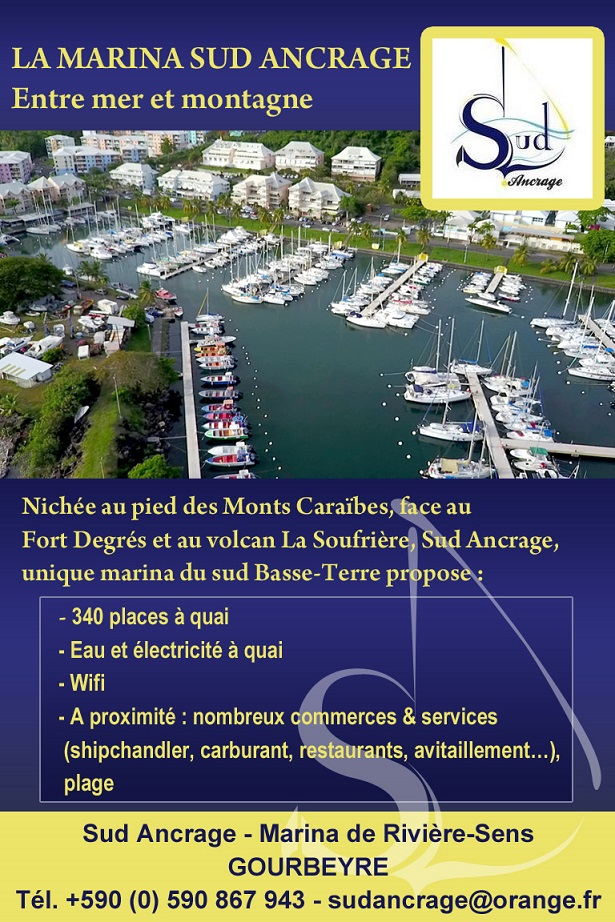 LA MARINA SUD ANCRAGE
Entre mer et montagne
Sud
Ancrage
Nichée au pied des Monts Caraïbes, face au
Fort Degrés et au volcan La Soufrière, Sud Ancrage,
unique marina du sud Basse-Terre propose :
- 340 places à quai
- Eau et électricité à quai
- Wifi
- A proximité : nombreux commerces & services
(shipchandler, carburant, restaurants, avitaillement...),
plage
Sud Ancrage - Marina de Rivière-Sens
GOURBEYRE
Tél. +590 (0) 590 867 943 - sudancrage@orange.fr